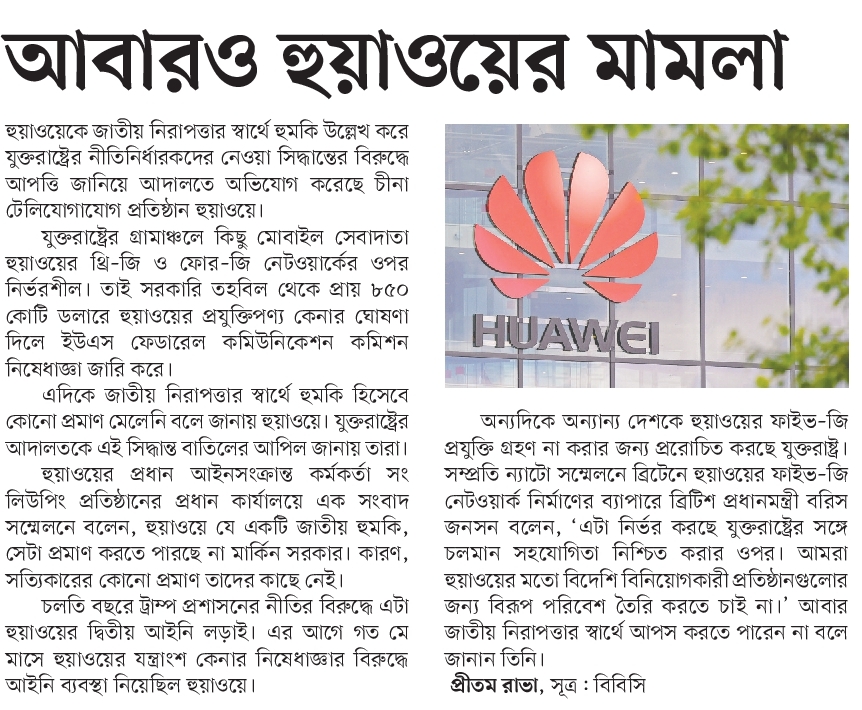 আবারও হুয়াওয়ের মামলা
হুয়াওয়েকে জাতীয় নিরাপত্তার স্বার্থে হুমকি উল্লেখ করে
যুক্তরাষ্ট্রের নীতিনির্ধারকদের নেওয়া সিদ্ধান্তের বিরুদ্ধে
আপত্তি জানিয়ে আদালতে অভিযোগ করেছে চীনা
টেলিযোগাযোগ প্রতিষ্ঠান হুয়াওয়ে।
যুক্তরাষ্ট্রের গ্রামাঞ্চলে কিছু মোবাইল সেবাদাতা
হুয়াওয়ের থ্রি-জি ও ফোর-জি নেটওয়ার্কের ওপর
নির্ভরশীল। তাই সরকারি তহবিল থেকে প্রায় ৮৫০
কোটি ডলারে হুয়াওয়ের প্রযুক্তিপণ্য কেনার ঘোষণা
দিলে ইউএস ফেডারেল কমিউনিকেশন কমিশন
নিষেধাজ্ঞা জারি করে।
এদিকে জাতীয় নিরাপত্তার স্বার্থে হুমকি হিসেবে
কোনো প্রমাণ মেলেনি বলে জানায় হুয়াওয়ে। যুক্তরাষ্ট্রের
আদালতকে এই সিদ্ধান্ত বাতিলের আপিল জানায় তারা।
হুয়াওয়ের প্রধান আইনসংক্রান্ত কর্মকর্তা সং
লিউপিং প্রতিষ্ঠানের প্রধান কার্যালয়ে এক সংবাদ
সম্মেলনে বলেন, হুয়াওয়ে যে একটি জাতীয় হুমকি,
সেটা প্রমাণ করতে পারছে না মার্কিন সরকার। কারণ,
সত্যিকারের কোনো প্রমাণ তাদের কাছে নেই।
চলতি বছরে ট্রাম্প প্রশাসনের নীতির বিরুদ্ধে এটা
হুয়াওয়ের দ্বিতীয় আইনি লড়াই। এর আগে গত মে
মাসে হুয়াওয়ের যন্ত্রাংশ কেনার নিষেধাজ্ঞার বিরুদ্ধে
আইনি ব্যবস্থা নিয়েছিল হুয়াওয়ে।
HUAWEI
অন্যদিকে অন্যান্য দেশকে হুয়াওয়ের ফাইভ-জি
প্রযুক্তি গ্রহণ না করার জন্য প্ররোচিত করছে যুক্তরাষ্ট্র।
সম্প্রতি ন্যাটো সম্মেলনে ব্রিটেনে হুয়াওয়ের ফাইভ-জি
নেটওয়ার্ক নির্মাণের ব্যাপারে ব্রিটিশ প্রধানমন্ত্রী বরিস
জনসন বলেন, ‘এটা নির্ভর করছে যুক্তরাষ্ট্রের সঙ্গে
চলমান সহযোগিতা নিশ্চিত করার ওপর। আমরা
হুয়াওয়ের মতো বিদেশি বিনিয়োগকারী প্রতিষ্ঠানগুলোর
জন্য বিরূপ পরিবেশ তৈরি করতে চাই না।’ আবার
জাতীয় নিরাপত্তার স্বার্থে আপস করতে পারেন না বলে
জানান তিনি।
প্রীতম রাভা, সূত্র : বিবিসি